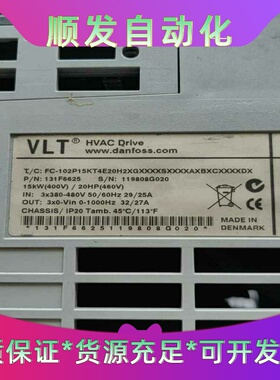 顺发自动化
VLT® HVAC Drive
www.danfoss.com
T/C: FC-102P15KT4E20H2XGXXXXSXXXXAXBXCXXXXDX
P/N: 131F6625 S/N: 119808G020
15kW(400V) / 20HP(460V)
IN: 3x380-480V 50/60Hz 29/25A
OUT: 3x0-Vin 0-1000Hz 32/27A
CHASSIS/ IP20 Tamb. 45°C/113°F
MADE IN
DENMARK
*131F6625119808G020*
质保证*货源充足*可开发